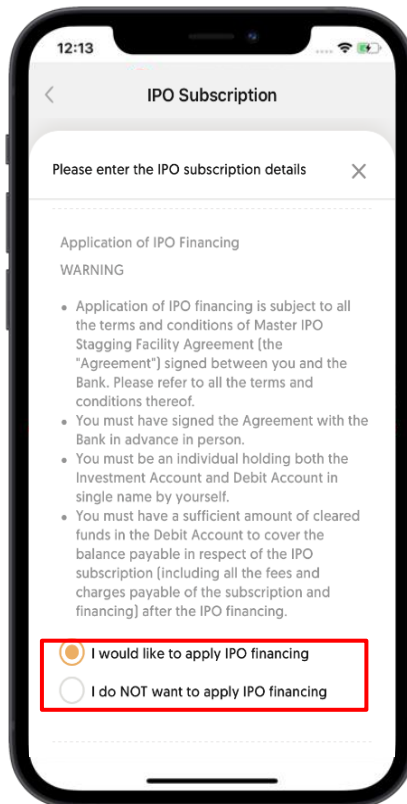 12:13
IPO Subscription
Please enter the IPO subscription details
Application of IPO Financing
WARNING
• Application of IPO financing is subject to all
the terms and conditions of Master IPO
Stagging Facility Agreement (the
"Agreement") signed between you and the
Bank. Please refer to all the terms and
conditions thereof.
• You must have signed the Agreement with the
Bank in advance in person.
• You must be an individual holding both the
Investment Account and Debit Account in
single name by yourself.
• You must have a sufficient amount of cleared
funds in the Debit Account to cover the
balance payable in respect of the IPO
subscription (including all the fees and
charges payable of the subscription and
financing) after the IPO financing.
I would like to apply IPO financing
I do NOT want to apply IPO financing